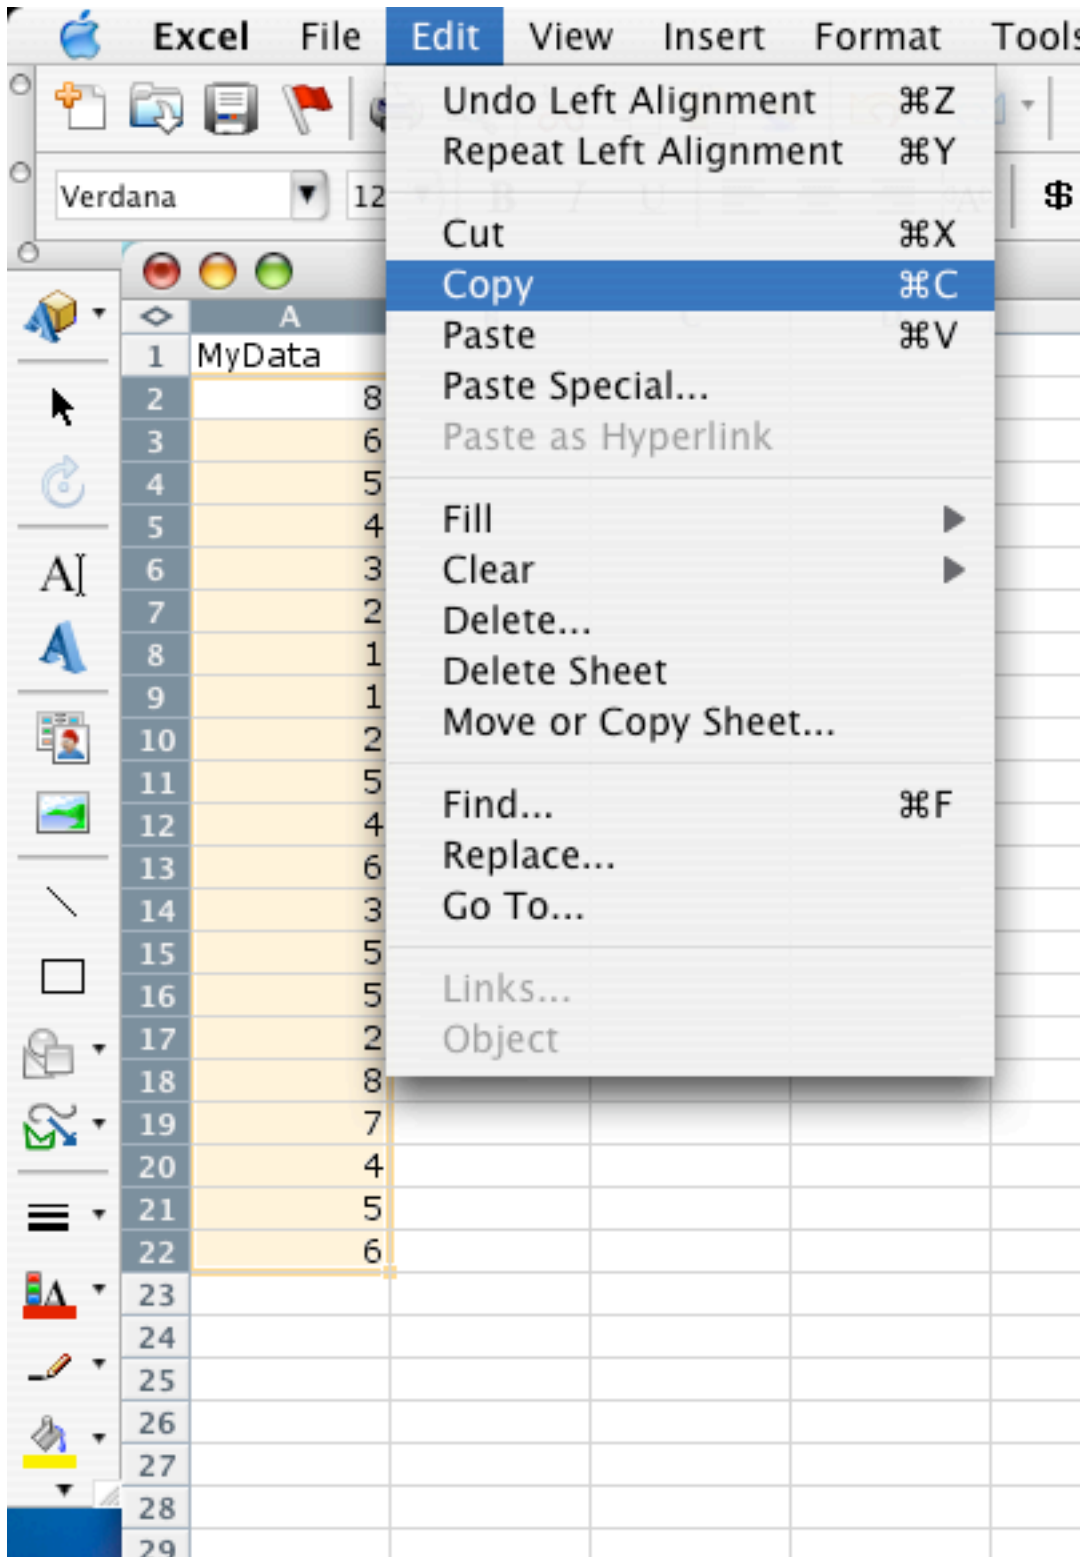 Excel File Edit View Insert Format Tools
Verdana 12 $
Undo Left Alignment ⌘Z
Repeat Left Alignment ⌘Y
Cut ⌘X
Copy ⌘C
Paste ⌘V
Paste Special...
Paste as Hyperlink
Fill
Clear
Delete...
Delete Sheet
Move or Copy Sheet...
Find... ⌘F
Replace...
Go To...
Links...
Object
A
1 MyData
2 8
3 6
4 5
5 4
6 3
7 2
8 1
9 1
10 2
11 5
12 4
13 6
14 3
15 5
16 5
17 2
18 8
19 7
20 4
21 5
22 6
23
24
25
26
27
28
29